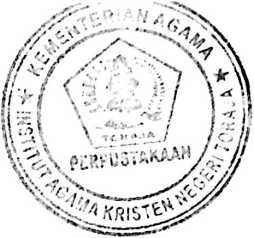 KEMENTERIAN AGAMA
TORAJA
PERPUSTAKAAN
INSTITUT AGAMA KRISTEN NEGERI TORAJA